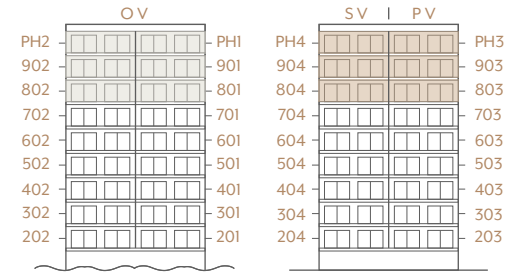 OV SV | PV
PH2 PH1 PH4 PH3
902 901 904 903
802 801 804 803
702 701 704 703
602 601 604 603
502 501 504 503
402 401 404 403
302 301 304 303
202 201 204 203